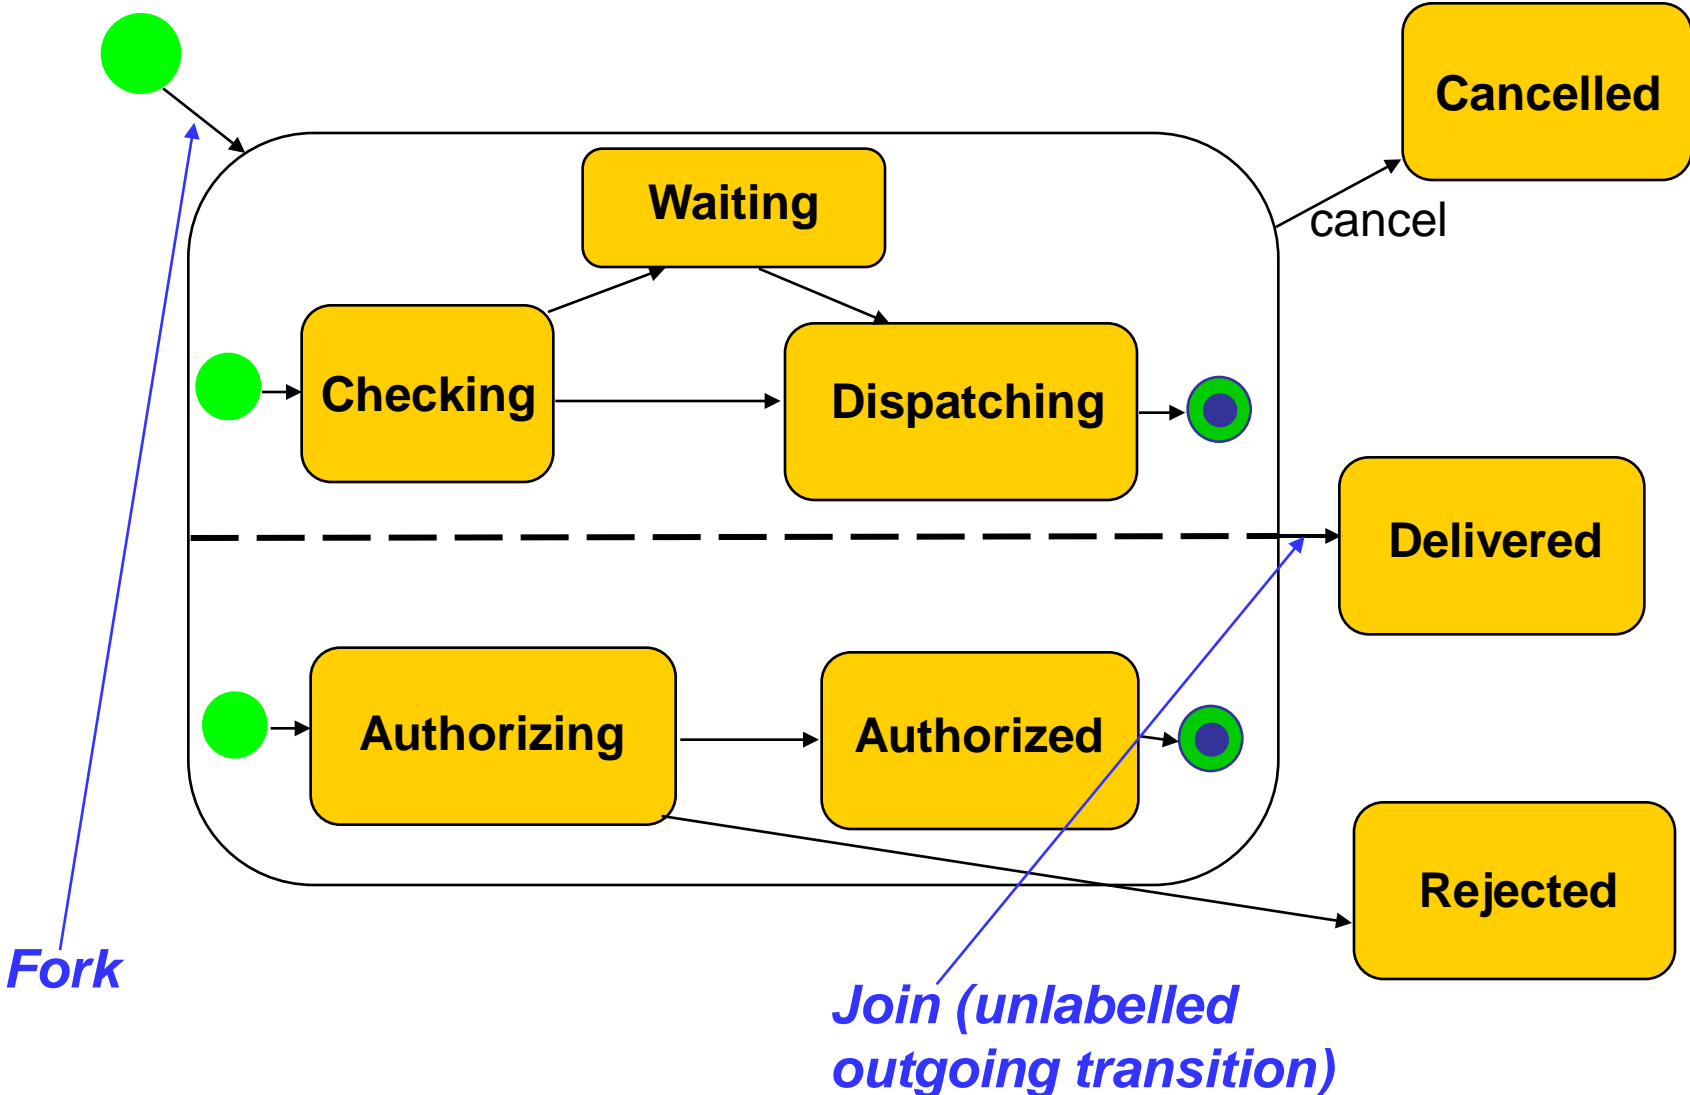 Cancelled
Waiting
cancel
Checking
Dispatching
Delivered
Authorizing
Authorized
Rejected
Fork
Join (unlabelled
outgoing transition)